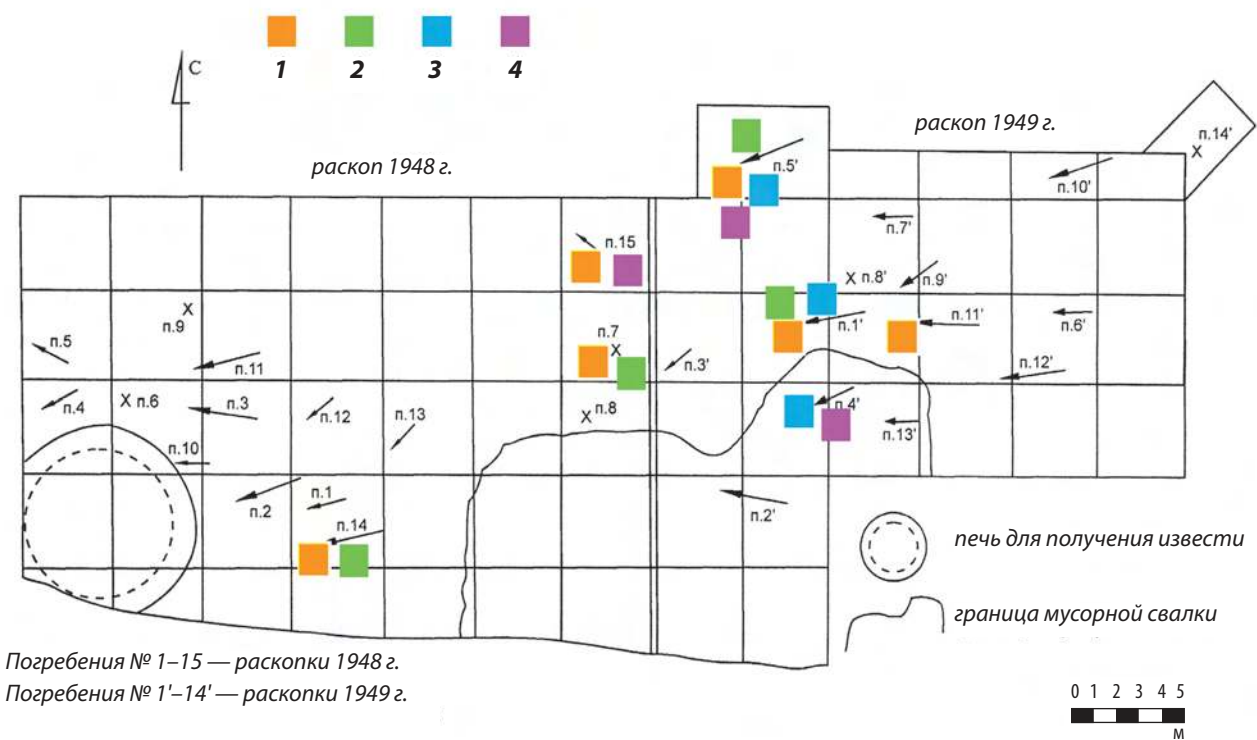 1 2 3 4
С
раскоп 1949 г.
раскоп 1948 г.
п.14'
п.5'
п.10'
п.7'
п.15
п.8'
п.9'
п.9
п.5
п.11
п.7
п.3'
п.1'
п.11'
п.6'
п.12'
п.4
п.6
п.3
п.12
п.13
п.8
п.4'
п.13'
п.10
п.2
п.1
п.14
п.2'
печь для получения извести
граница мусорной свалки
Погребения № 1–15 — раскопки 1948 г.
Погребения № 1'–14' — раскопки 1949 г.
0 1 2 3 4 5
М